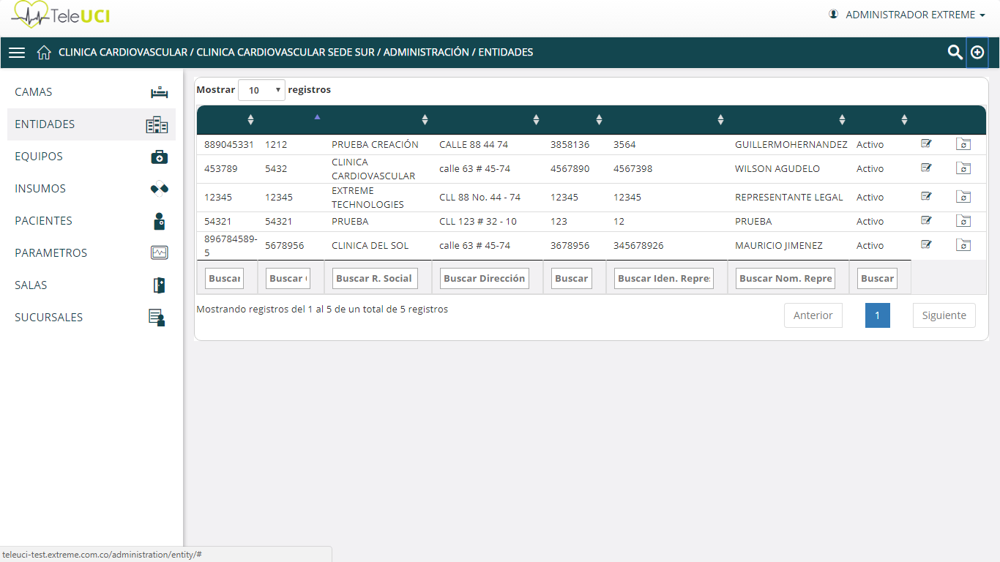 TeleUCI
ADMINISTRADOR EXTREME
CLINICA CARDIOVASCULAR / CLINICA CARDIOVASCULAR SEDE SUR / ADMINISTRACIÓN / ENTIDADES
CAMAS
ENTIDADES
EQUIPOS
INSUMOS
PACIENTES
PARAMETROS
SALAS
SUCURSALES
Mostrar 10 registros
889045331 1212 PRUEBA CREACIÓN CALLE 88 44 74 3858136 3564 GUILLERMOHERNANDEZ Activo
453789 5432 CLINICA CARDIOVASCULAR calle 63 # 45-74 4567890 4567398 WILSON AGUDELO Activo
12345 12345 EXTREME TECHNOLOGIES CLL 88 No. 44 - 74 12345 12345 REPRESENTANTE LEGAL Activo
54321 54321 PRUEBA CLL 123 # 32 - 10 123 12 PRUEBA Activo
896784589-5 5678956 CLINICA DEL SOL calle 63 # 45-74 3678956 345678926 MAURICIO JIMENEZ Activo
Buscar Buscar Buscar R. Social Buscar Dirección Buscar Buscar Iden. Repre Buscar Nom. Repre Buscar
Mostrando registros del 1 al 5 de un total de 5 registros
Anterior 1 Siguiente
teleuci-test.extreme.com.co/administration/entity/#